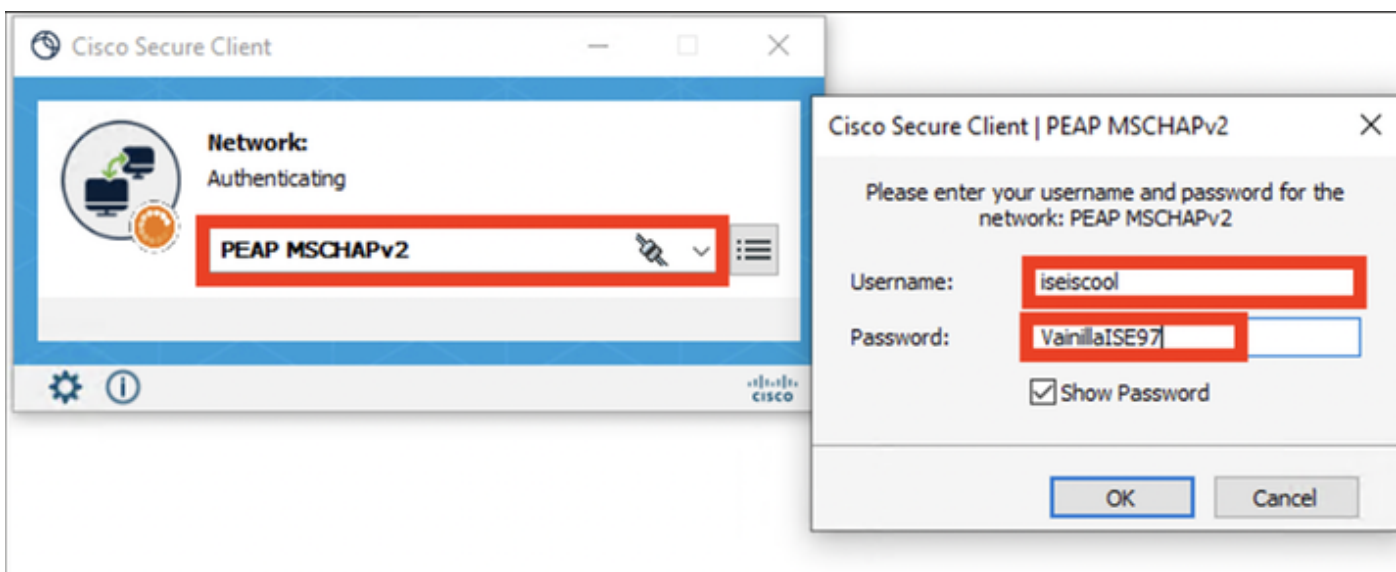 Cisco Secure Client
Network:
Authenticating
PEAP MSCHAPv2
cisco
Cisco Secure Client | PEAP MSCHAPv2
Please enter your username and password for the
network: PEAP MSCHAPv2
Username: iseiscool
Password: VainillaISE97
Show Password
OK Cancel